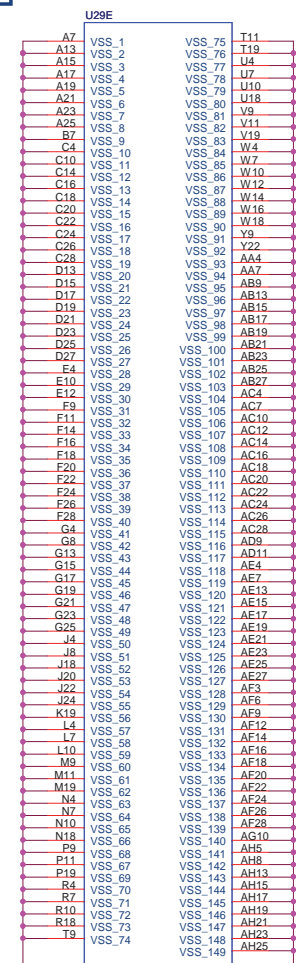 U29E
A7 VSS_1 VSS_75 T11
A13 VSS_2 VSS_76 T19
A15 VSS_3 VSS_77 U4
A17 VSS_4 VSS_78 U7
A19 VSS_5 VSS_79 U10
A21 VSS_6 VSS_80 U18
A23 VSS_7 VSS_81 V9
A25 VSS_8 VSS_82 V11
B7 VSS_9 VSS_83 V19
C4 VSS_10 VSS_84 W4
C10 VSS_11 VSS_85 W7
C14 VSS_12 VSS_86 W10
C16 VSS_13 VSS_87 W12
C18 VSS_14 VSS_88 W14
C20 VSS_15 VSS_89 W16
C22 VSS_16 VSS_90 W18
C24 VSS_17 VSS_91 Y9
C26 VSS_18 VSS_92 Y22
C28 VSS_19 VSS_93 AA4
D13 VSS_20 VSS_94 AA7
D15 VSS_21 VSS_95 AB9
D17 VSS_22 VSS_96 AB13
D19 VSS_23 VSS_97 AB15
D21 VSS_24 VSS_98 AB17
D23 VSS_25 VSS_99 AB19
D25 VSS_26 VSS_100 AB21
D27 VSS_27 VSS_101 AB23
E4 VSS_28 VSS_102 AB25
E10 VSS_29 VSS_103 AB27
E12 VSS_30 VSS_104 AC4
F9 VSS_31 VSS_105 AC7
F11 VSS_32 VSS_106 AC10
F14 VSS_33 VSS_107 AC12
F16 VSS_34 VSS_108 AC14
F18 VSS_35 VSS_109 AC16
F20 VSS_36 VSS_110 AC18
F22 VSS_37 VSS_111 AC20
F24 VSS_38 VSS_112 AC22
F26 VSS_39 VSS_113 AC24
F28 VSS_40 VSS_114 AC26
G4 VSS_41 VSS_115 AC28
G8 VSS_42 VSS_116 AD9
G13 VSS_43 VSS_117 AD11
G15 VSS_44 VSS_118 AE4
G17 VSS_45 VSS_119 AE7
G19 VSS_46 VSS_120 AE13
G21 VSS_47 VSS_121 AE15
G23 VSS_48 VSS_122 AE17
G25 VSS_49 VSS_123 AE19
J4 VSS_50 VSS_124 AE21
J8 VSS_51 VSS_125 AE23
J18 VSS_52 VSS_126 AE25
J20 VSS_53 VSS_127 AE27
J22 VSS_54 VSS_128 AF3
J24 VSS_55 VSS_129 AF6
K19 VSS_56 VSS_130 AF9
L4 VSS_57 VSS_131 AF12
L7 VSS_58 VSS_132 AF14
L10 VSS_59 VSS_133 AF16
M9 VSS_60 VSS_134 AF18
M11 VSS_61 VSS_135 AF20
M19 VSS_62 VSS_136 AF22
N4 VSS_63 VSS_137 AF24
N7 VSS_64 VSS_138 AF26
N10 VSS_65 VSS_139 AF28
N18 VSS_66 VSS_140 AG10
P9 VSS_68 VSS_141 AH5
P11 VSS_67 VSS_142 AH8
P19 VSS_69 VSS_143 AH13
R4 VSS_70 VSS_144 AH15
R7 VSS_71 VSS_145 AH17
R10 VSS_72 VSS_146 AH19
R18 VSS_73 VSS_147 AH21
T9 VSS_74 VSS_148 AH23
VSS_149 AH25